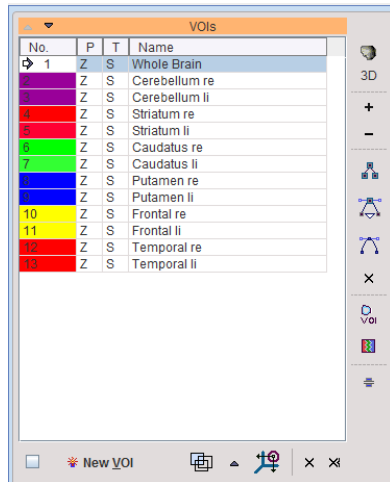 VOIs
No. P T Name
1 Z S Whole Brain
2 Z S Cerebellum re
3 Z S Cerebellum li
4 Z S Striatum re
5 Z S Striatum li
6 Z S Caudatus re
7 Z S Caudatus li
8 Z S Putamen re
9 Z S Putamen li
10 Z S Frontal re
11 Z S Frontal li
12 Z S Temporal re
13 Z S Temporal li
3D
VOI
New VOI